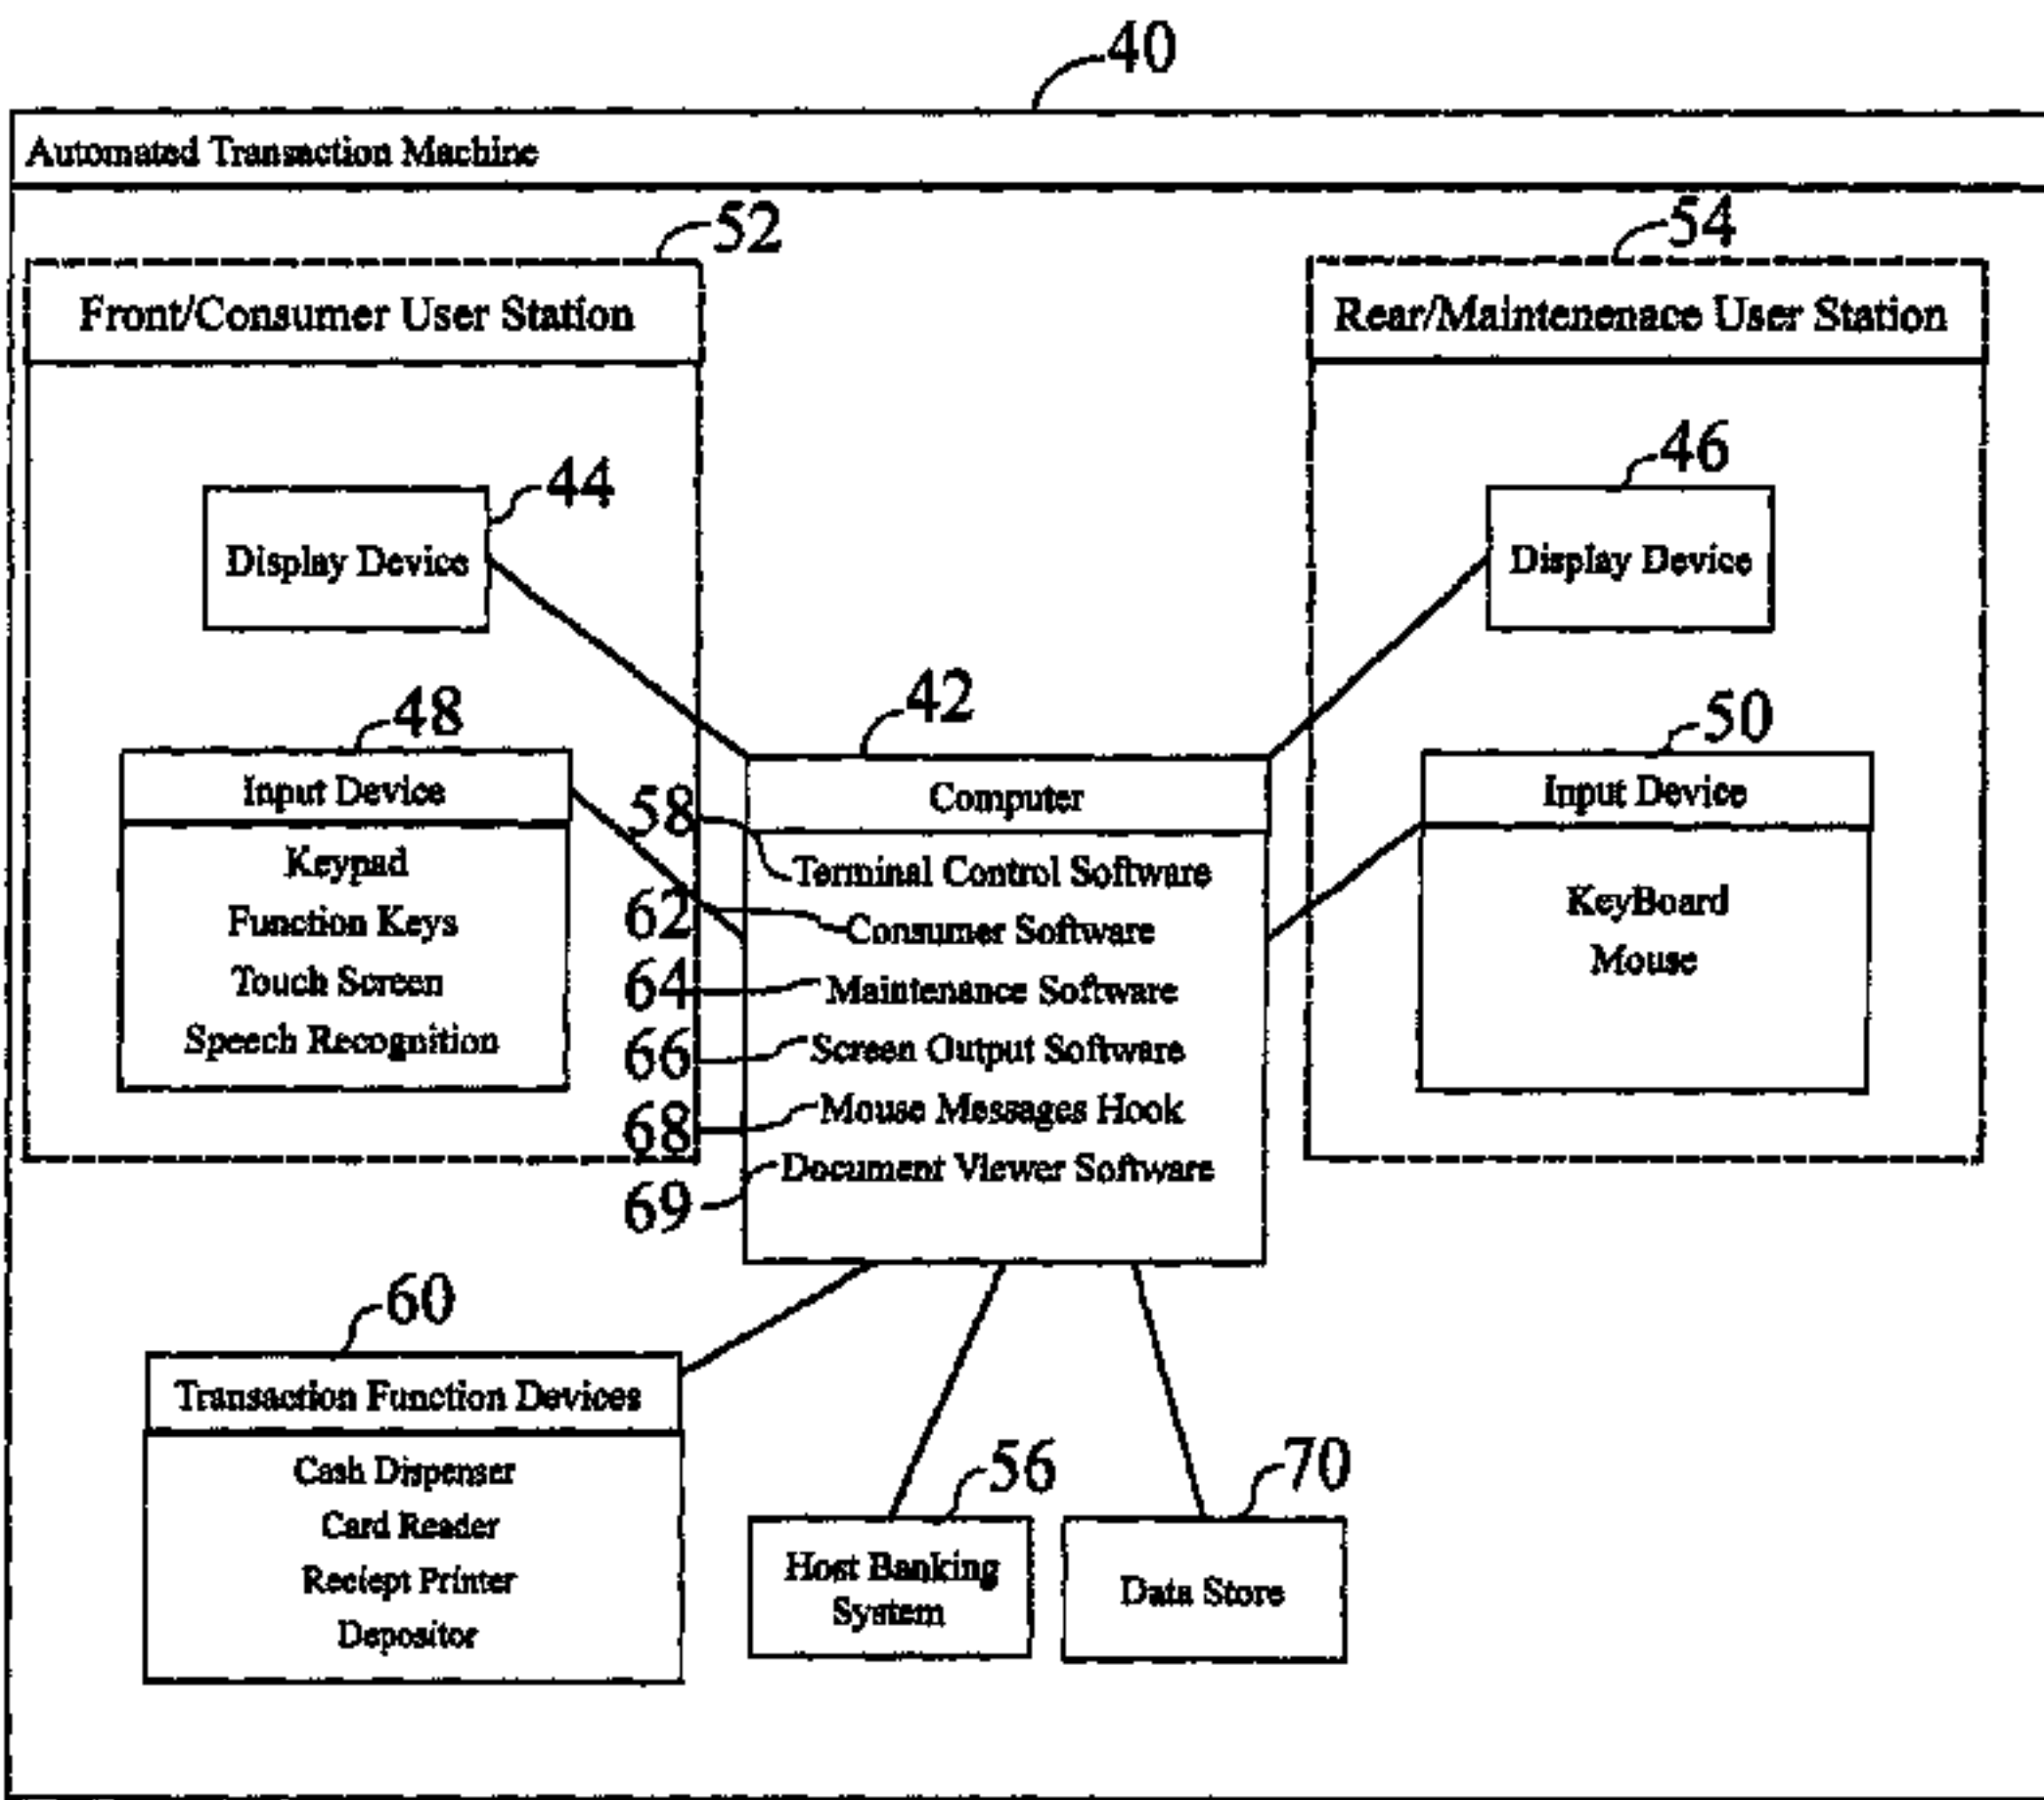 40
Automated Transaction Machine
52
54
Front/Consumer User Station
Rear/Maintenenace User Station
44
Display Device
46
Display Device
48
Input Device
Keypad
Function Keys
Touch Screen
Speech Recognition
42
Computer
58
Terminal Control Software
62
Consumer Software
64
Maintenance Software
66
Screen Output Software
68
Mouse Messages Hook
69
Document Viewer Software
50
Input Device
KeyBoard
Mouse
60
Transaction Function Devices
Cash Dispenser
Card Reader
Reciept Printer
Depositor
56
Host Banking
System
70
Data Store